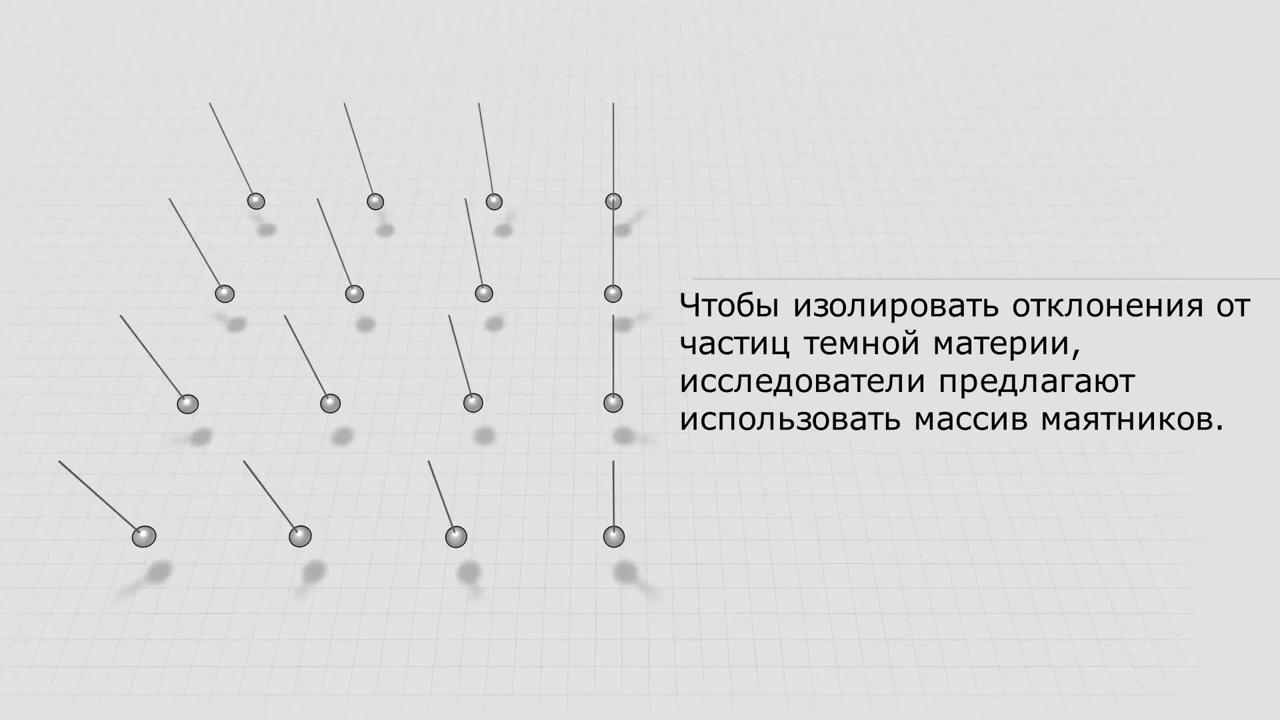 Чтобы изолировать отклонения от
частиц темной материи,
исследователи предлагают
использовать массив маятников.